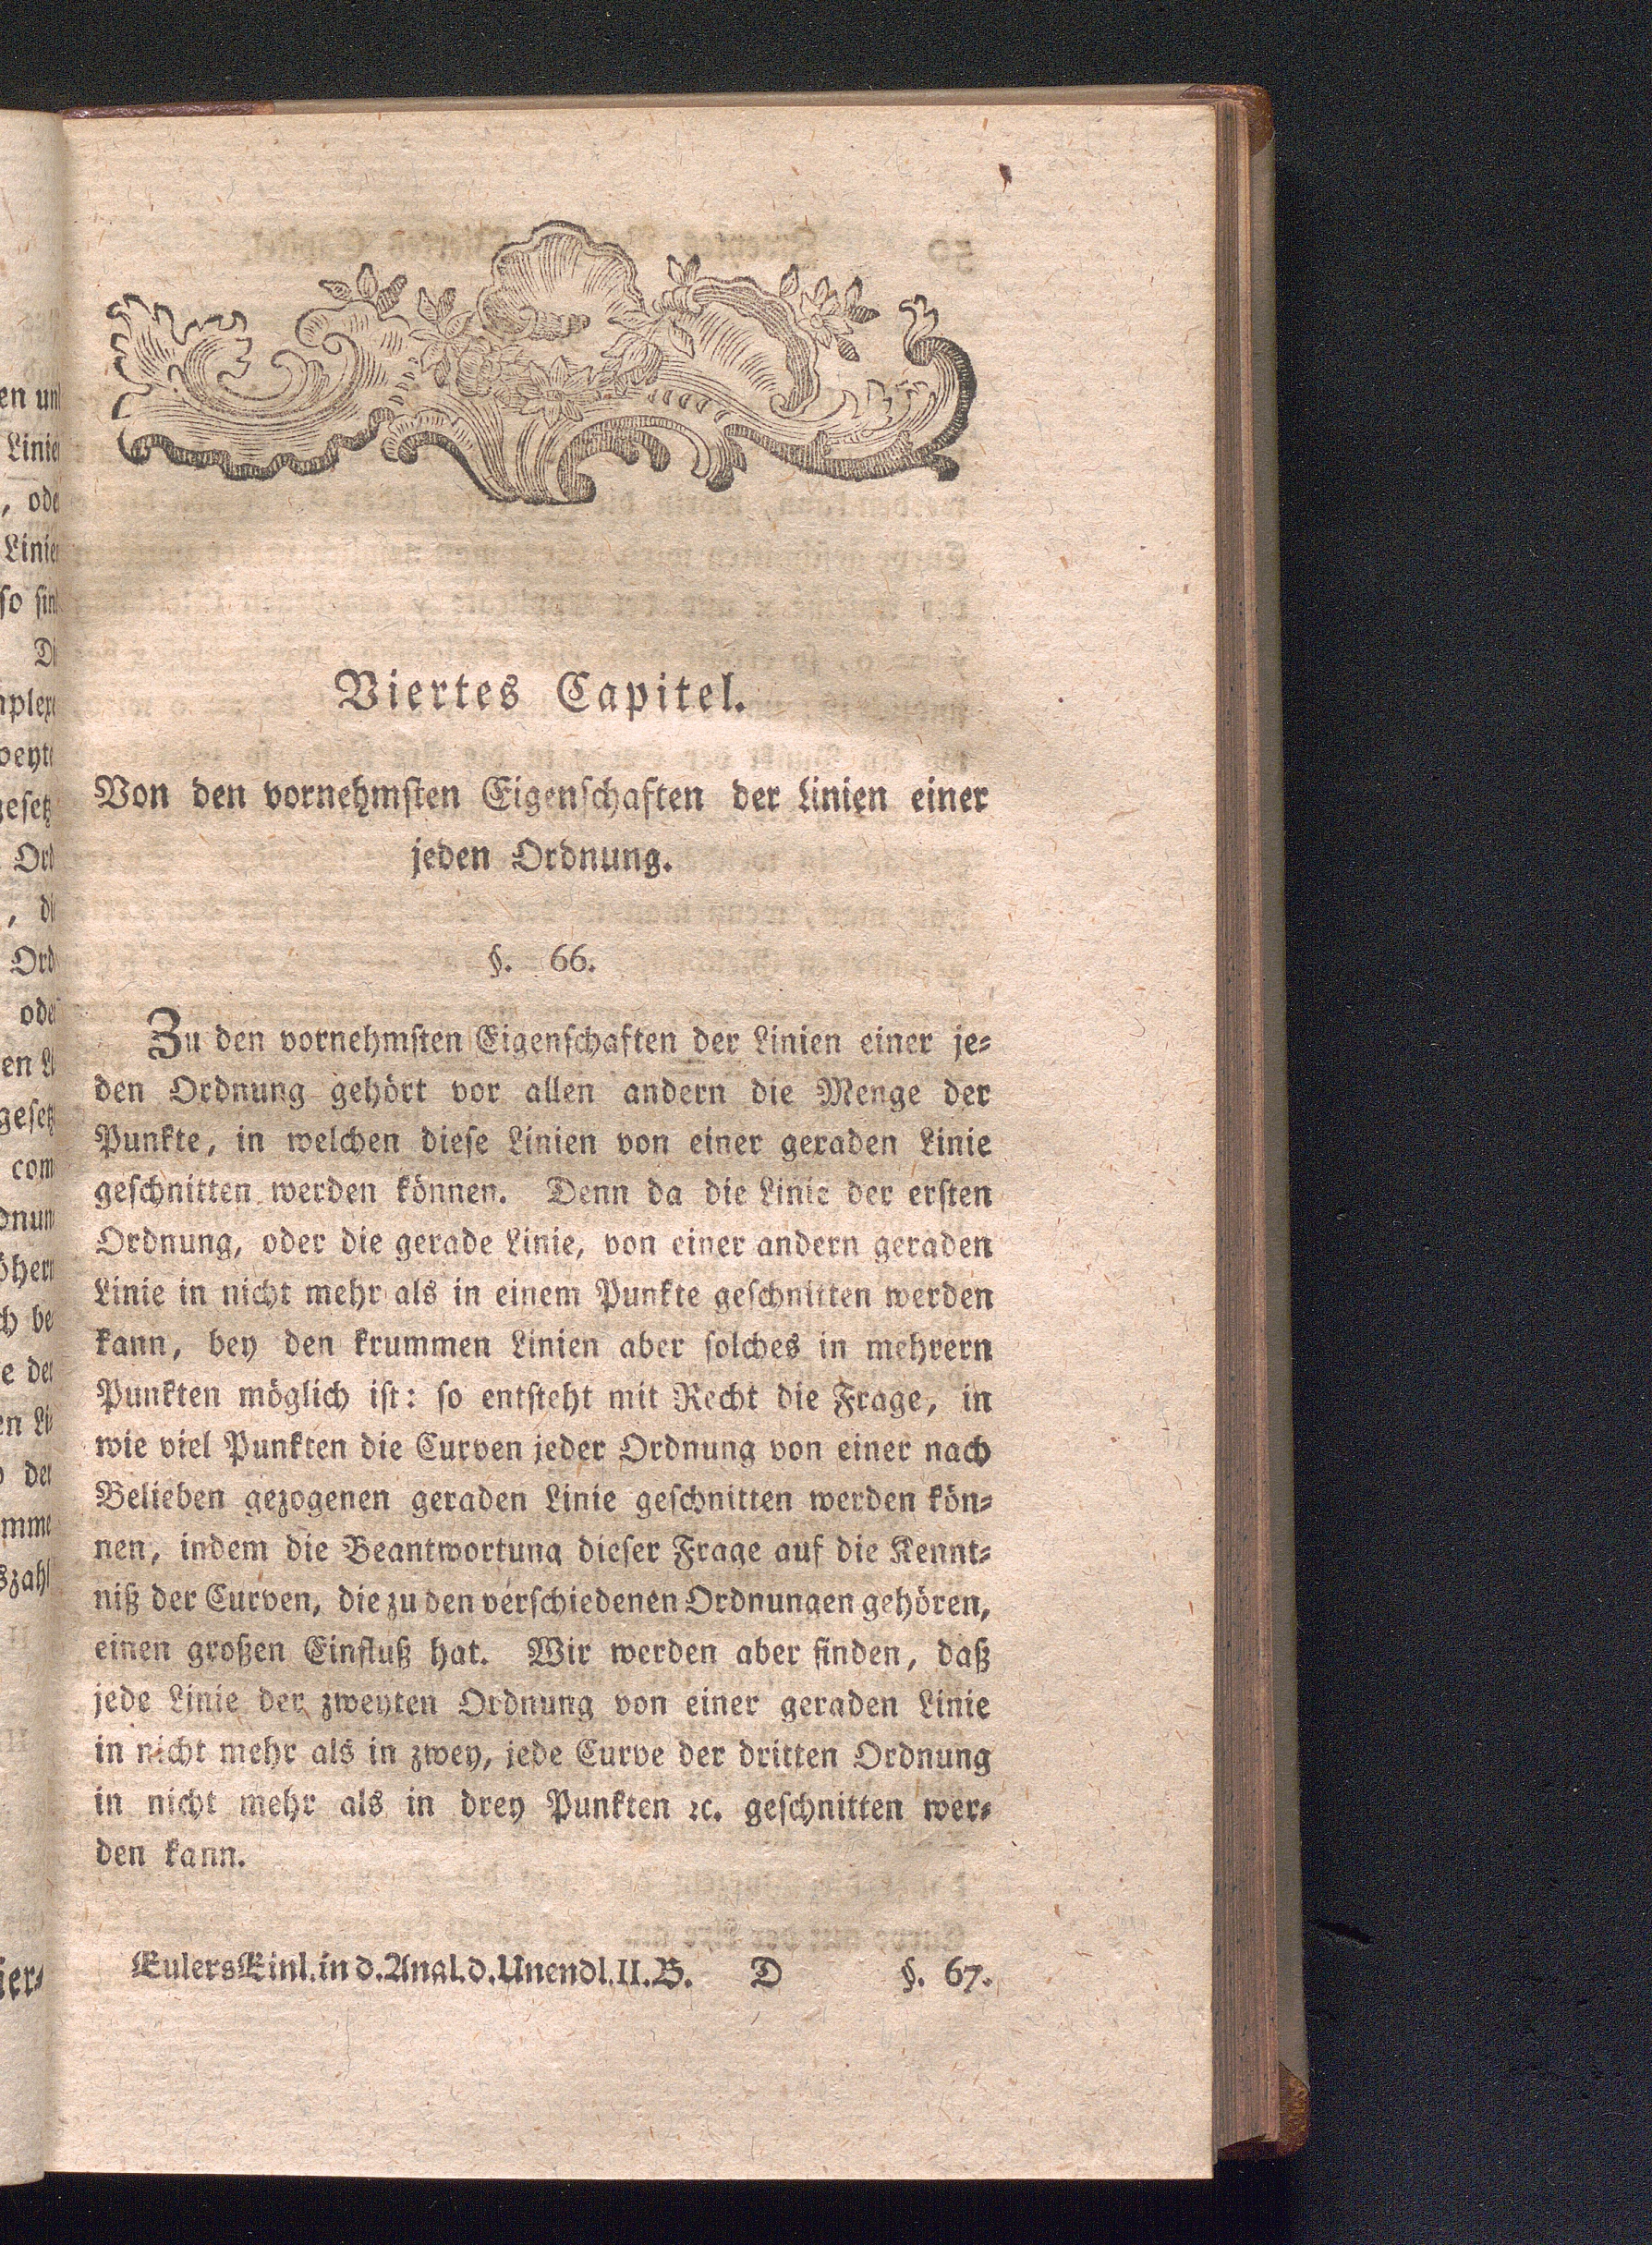 Viertes Capitel.
Von den vornehmsten Eigenschaften der Linien einer
jeden Ordnung.
§. 66.
Zu den vornehmsten Eigenschaften der Linien einer je-
den Ordnung gehört vor allen andern die Menge der
Punkte, in welchen diese Linien von einer geraden Linie
geschnitten werden können. Denn da die Linie der ersten
Ordnung, oder die gerade Linie, von einer andern geraden
Linie in nicht mehr als in einem Punkte geschnitten werden
kann, bey den krummen Linien aber solches in mehrern
Punkten möglich ist: so entsteht mit Recht die Frage, in
wie viel Punkten die Curven jeder Ordnung von einer nach
Belieben gezogenen geraden Linie geschnitten werden kön-
nen, indem die Beantwortung dieser Frage auf die Kennt-
niß der Curven, die zu den verschiedenen Ordnungen gehören,
einen großen Einfluß hat. Wir werden aber finden, daß
jede Linie der zweyten Ordnung von einer geraden Linie
in nicht mehr als in zwey, jede Curve der dritten Ordnung
in nicht mehr als in drey Punkten ꝛc. geschnitten wer-
den kann.
Eulers Einl. in d. Anal. d. Unendl. II. B. D §. 67.